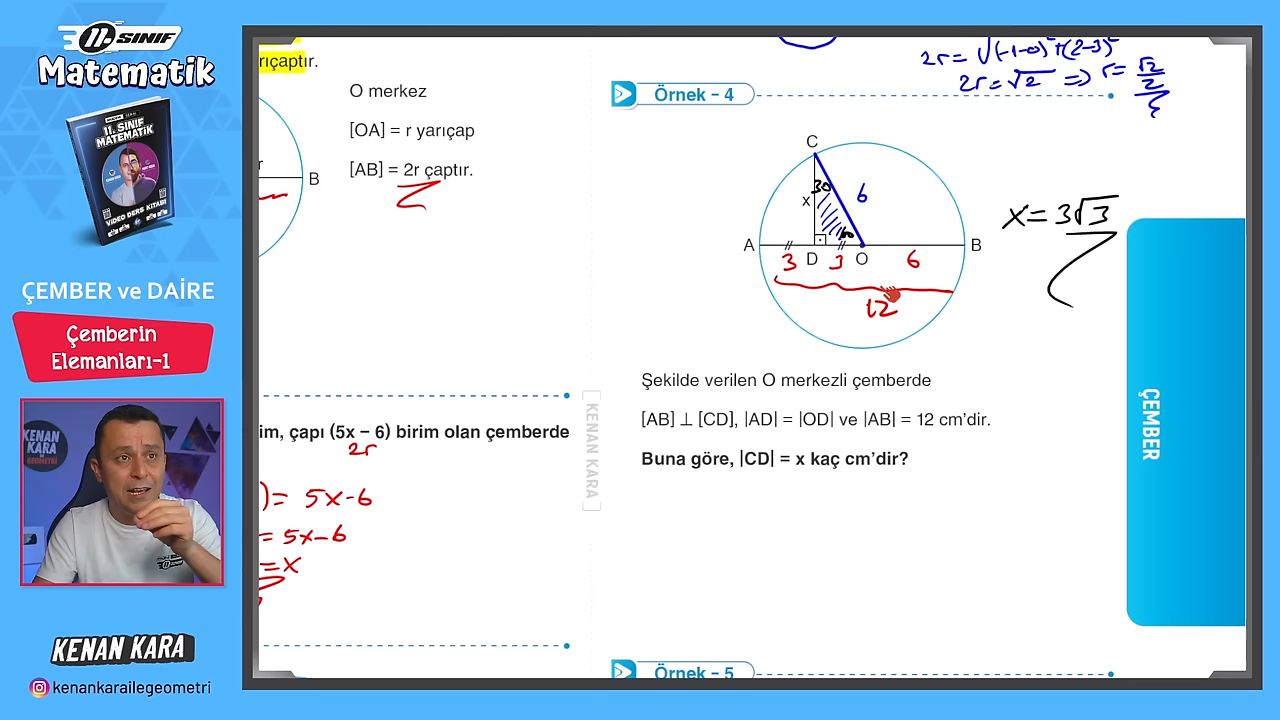 11. SINIF
Matematik
11. SINIF
MATEMATİK
VİDEO DERS KİTABI
ÇEMBER ve DAİRE
Çemberin
Elemanları-1
KENAN
KARA
GEOMETRİ
KENAN KARA
kenankarailegeometri
rıçaptır.
O merkez
[OA] = r yarıçap
[AB] = 2r çaptır.
r
B
im, çapı (5x – 6) birim olan çemberde
2r
)= 5x-6
= 5x-6
=x
KENAN KARA
2r= √(-1-0)²+(2-3)²
2r=√2 => r= √2/2
Örnek – 4
C
30
x
6
60
A
D
O
B
3
3
6
12
x=3√3
Şekilde verilen O merkezli çemberde
[AB] ⊥ [CD], |AD| = |OD| ve |AB| = 12 cm’dir.
Buna göre, |CD| = x kaç cm’dir?
ÇEMBER
Örnek – 5